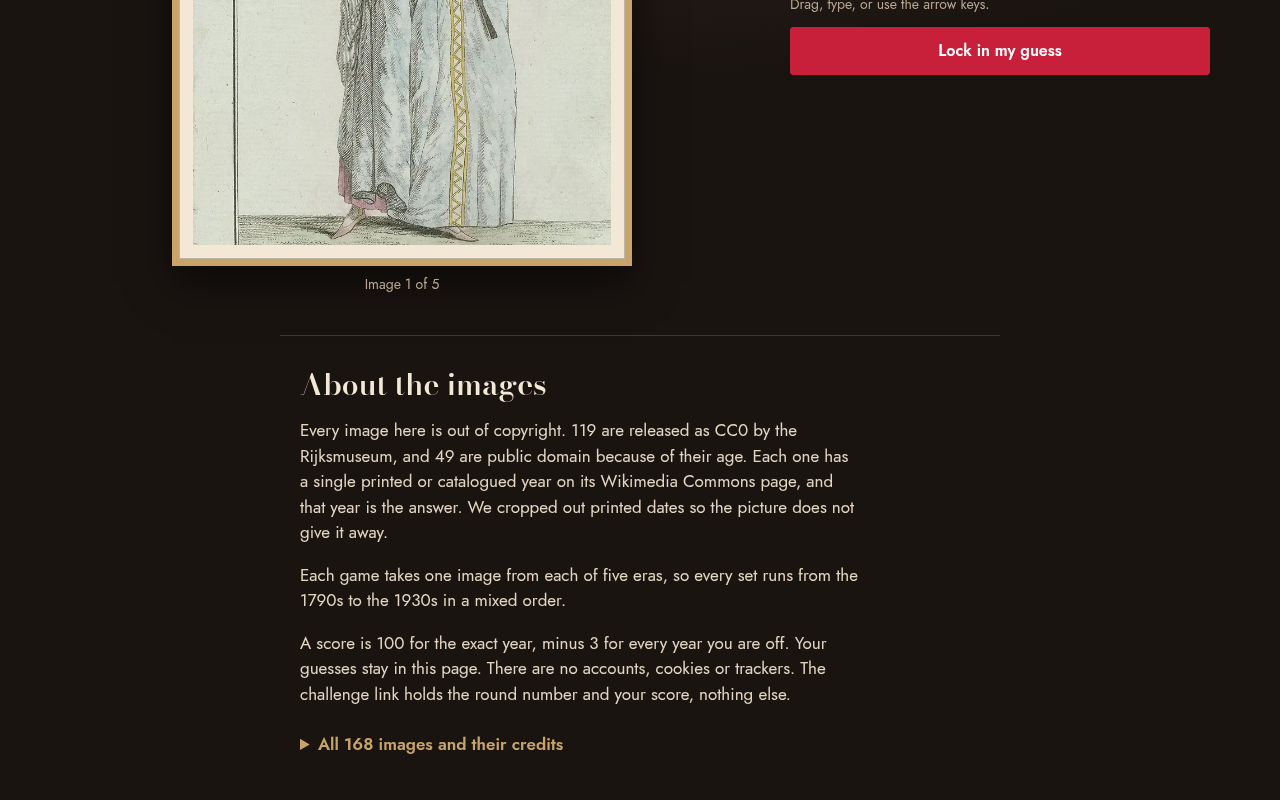 Drag, type, or use the arrow keys.
Lock in my guess
Image 1 of 5
About the images
Every image here is out of copyright. 119 are released as CC0 by the
Rijksmuseum, and 49 are public domain because of their age. Each one has
a single printed or catalogued year on its Wikimedia Commons page, and
that year is the answer. We cropped out printed dates so the picture does not
give it away.
Each game takes one image from each of five eras, so every set runs from the
1790s to the 1930s in a mixed order.
A score is 100 for the exact year, minus 3 for every year you are off. Your
guesses stay in this page. There are no accounts, cookies or trackers. The
challenge link holds the round number and your score, nothing else.
All 168 images and their credits